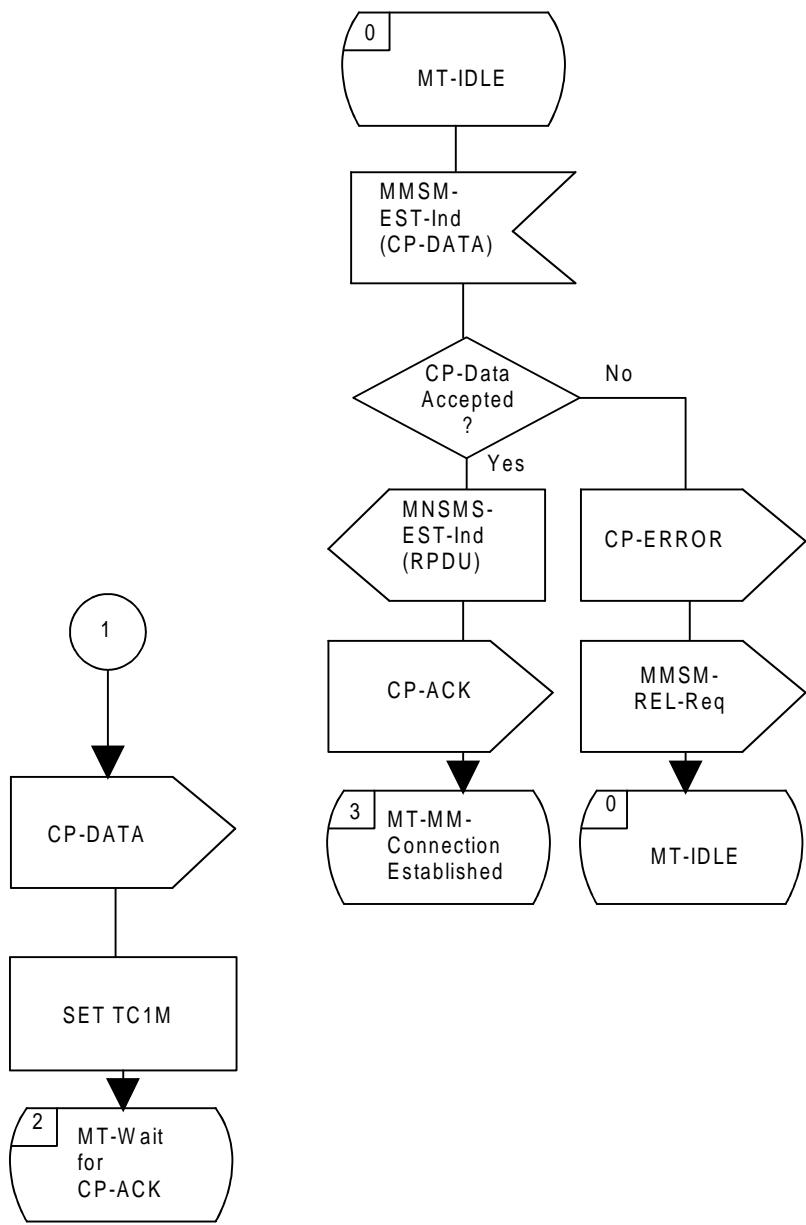 0
MT-IDLE
MMSM-
EST-Ind
(CP-DATA)
CP-Data
Accepted
?
No
Yes
MNSMS-
EST-Ind
(RPDU)
CP-ERROR
1
CP-ACK
MMSM-
REL-Req
3
MT-MM-
Connection
Established
0
MT-IDLE
CP-DATA
SET TC1M
2
MT-Wait
for
CP-ACK